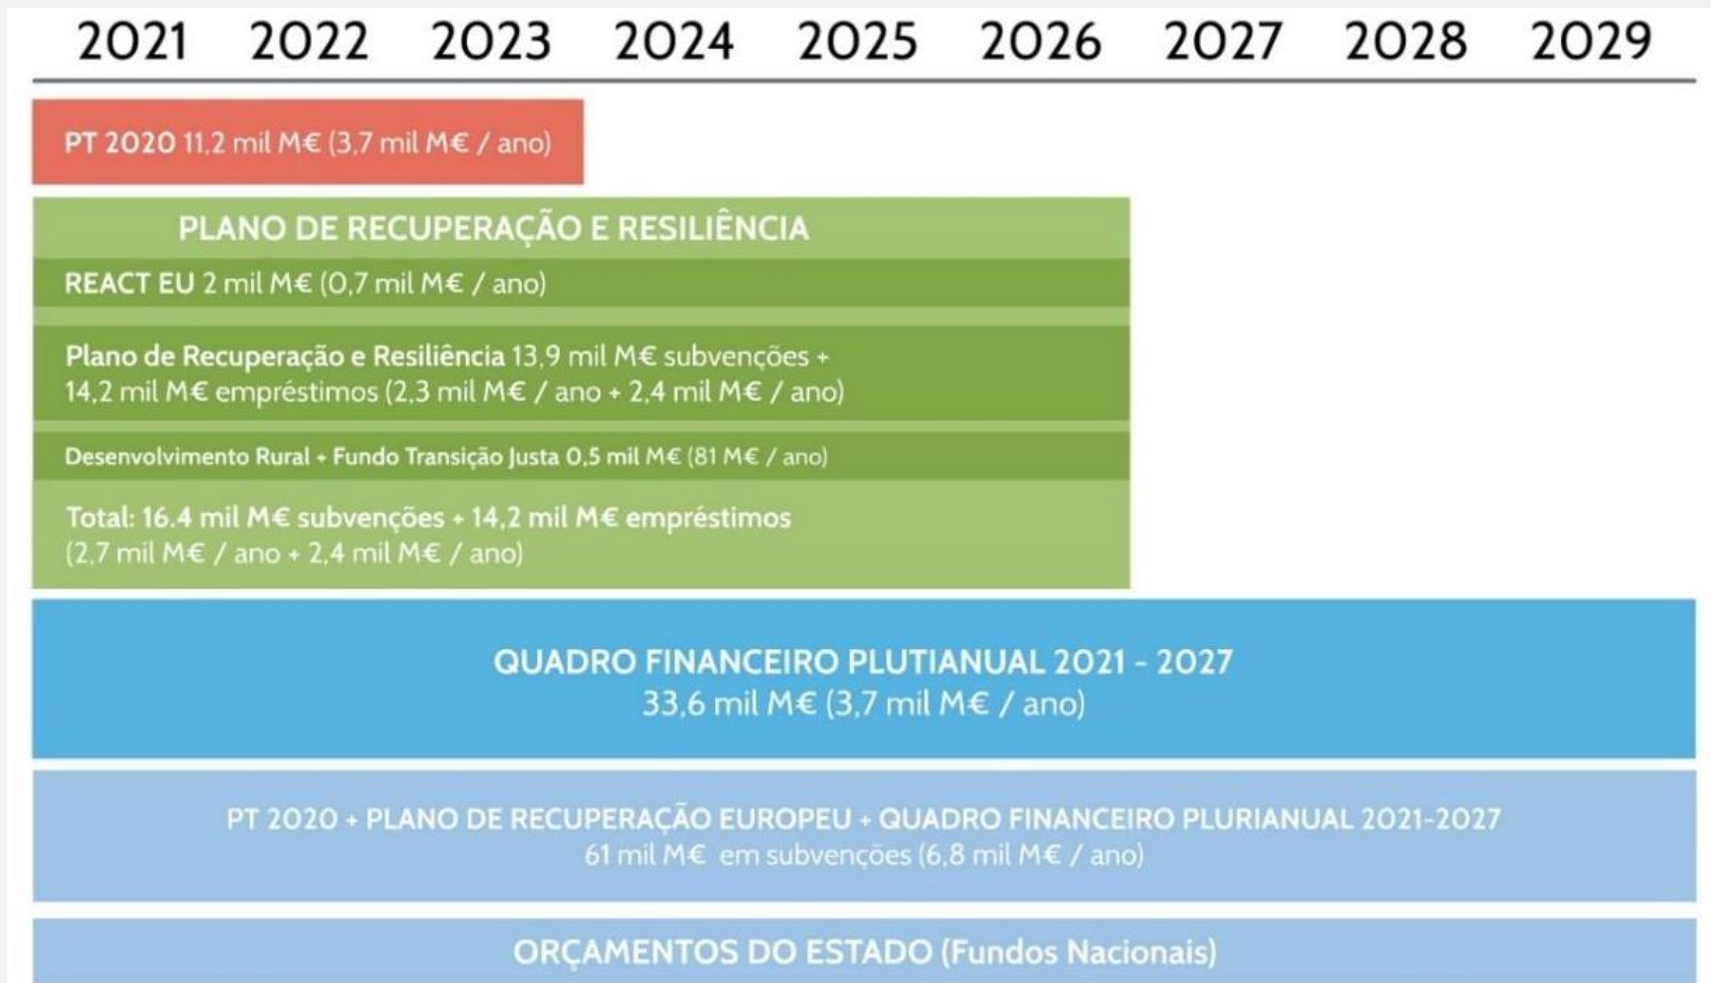 2021 2022 2023 2024 2025 2026 2027 2028 2029
PT 2020 11,2 mil M€ (3,7 mil M€ / ano)
PLANO DE RECUPERAÇÃO E RESILIÊNCIA
REACT EU 2 mil M€ (0,7 mil M€ / ano)
Plano de Recuperação e Resiliência 13,9 mil M€ subvenções +
14,2 mil M€ empréstimos (2,3 mil M€ / ano + 2,4 mil M€ / ano)
Desenvolvimento Rural + Fundo Transição Justa 0,5 mil M€ (81 M€ / ano)
Total: 16.4 mil M€ subvenções + 14,2 mil M€ empréstimos
(2,7 mil M€ / ano + 2,4 mil M€ / ano)
QUADRO FINANCEIRO PLUTIANUAL 2021 - 2027
33,6 mil M€ (3,7 mil M€ / ano)
PT 2020 + PLANO DE RECUPERAÇÃO EUROPEU + QUADRO FINANCEIRO PLURIANUAL 2021-2027
61 mil M€ em subvenções (6,8 mil M€ / ano)
ORÇAMENTOS DO ESTADO (Fundos Nacionais)